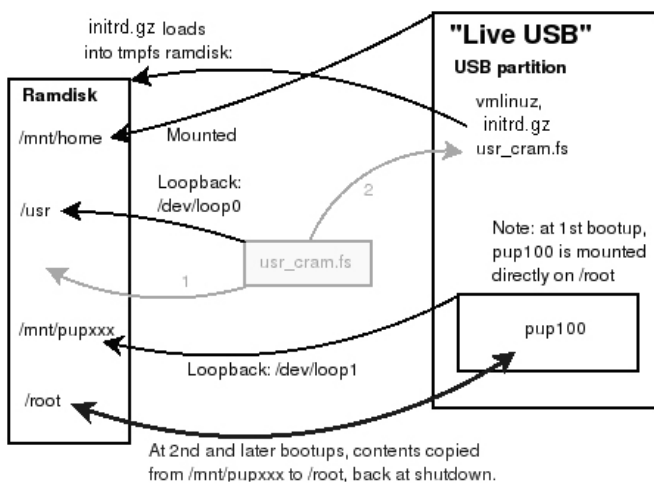 initrd.gz loads
into tmpfs ramdisk:
"Live USB"
USB partition
vmlinuz,
initrd.gz
usr_cram.fs
Ramdisk
/mnt/home
Mounted
Loopback:
/dev/loop0
2
/usr
usr_cram.fs
1
Note: at 1st bootup,
pup100 is mounted
directly on /root
/mnt/pupxxx
pup100
Loopback: /dev/loop1
/root
At 2nd and later bootups, contents copied
from /mnt/pupxxx to /root, back at shutdown.